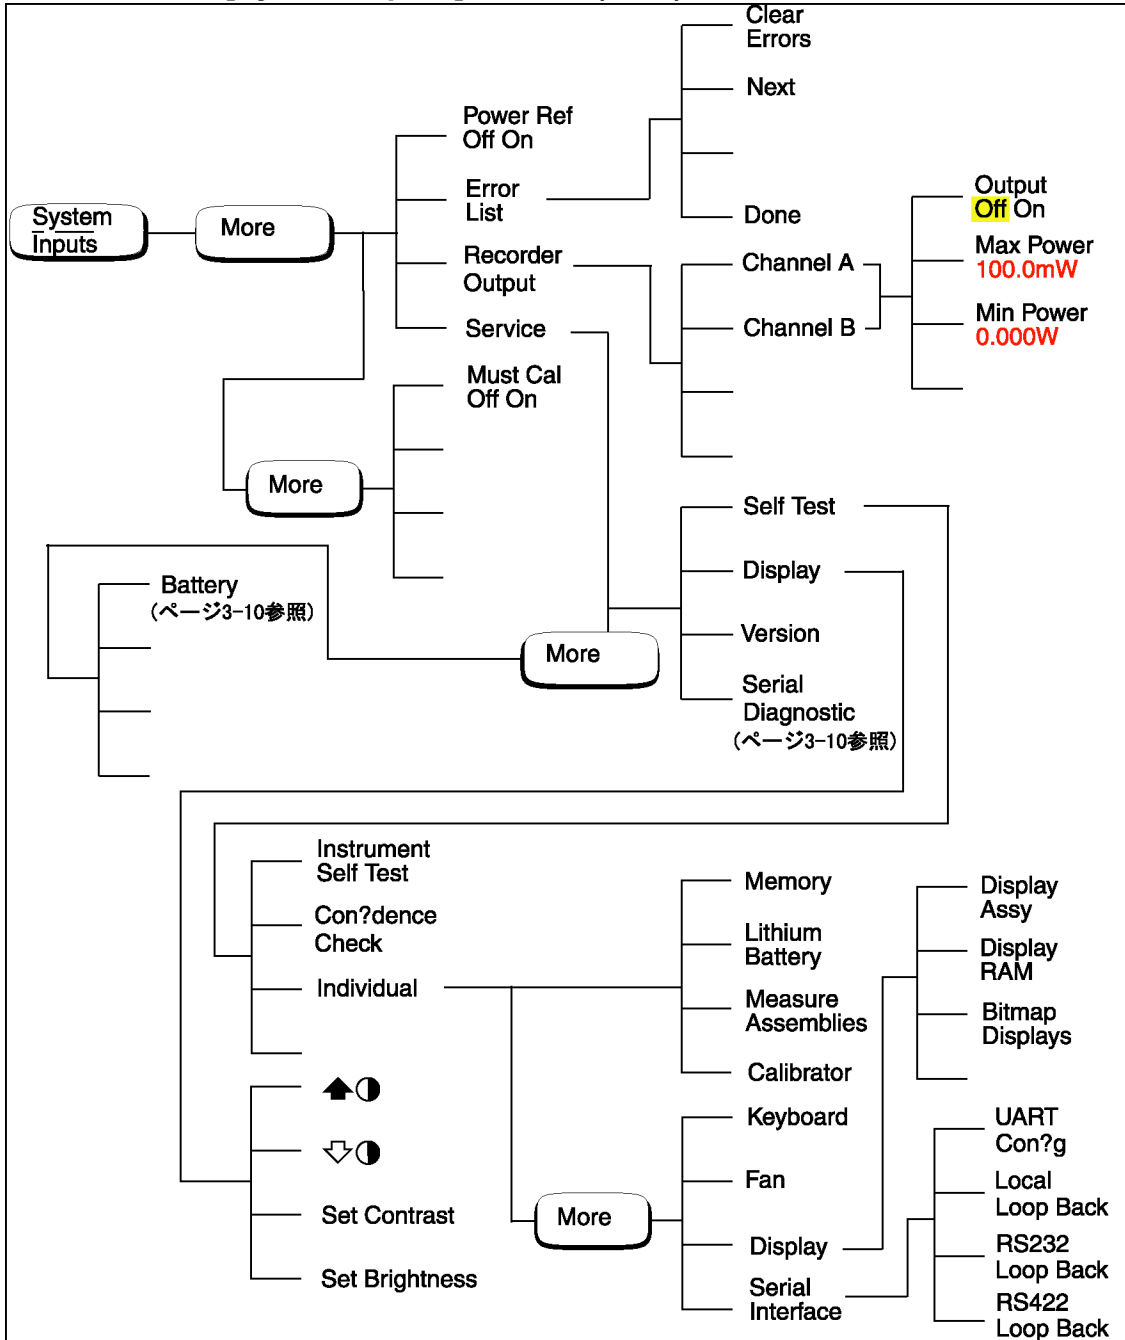 Clear
Errors
Next
Done
Power Ref
Off On
Error
List
Recorder
Output
Service
System
Inputs
More
Channel A
Channel B
Output
Off On
Max Power
100.0mW
Min Power
0.000W
Must Cal
Off On
More
Self Test
Display
Version
Serial
Diagnostic
(ページ3-10参照)
Battery
(ページ3-10参照)
More
Instrument
Self Test
Con?dence
Check
Individual
Set Contrast
Set Brightness
Memory
Lithium
Battery
Measure
Assemblies
Calibrator
Keyboard
Fan
Display
Serial
Interface
More
Display
Assy
Display
RAM
Bitmap
Displays
UART
Con?g
Local
Loop Back
RS232
Loop Back
RS422
Loop Back